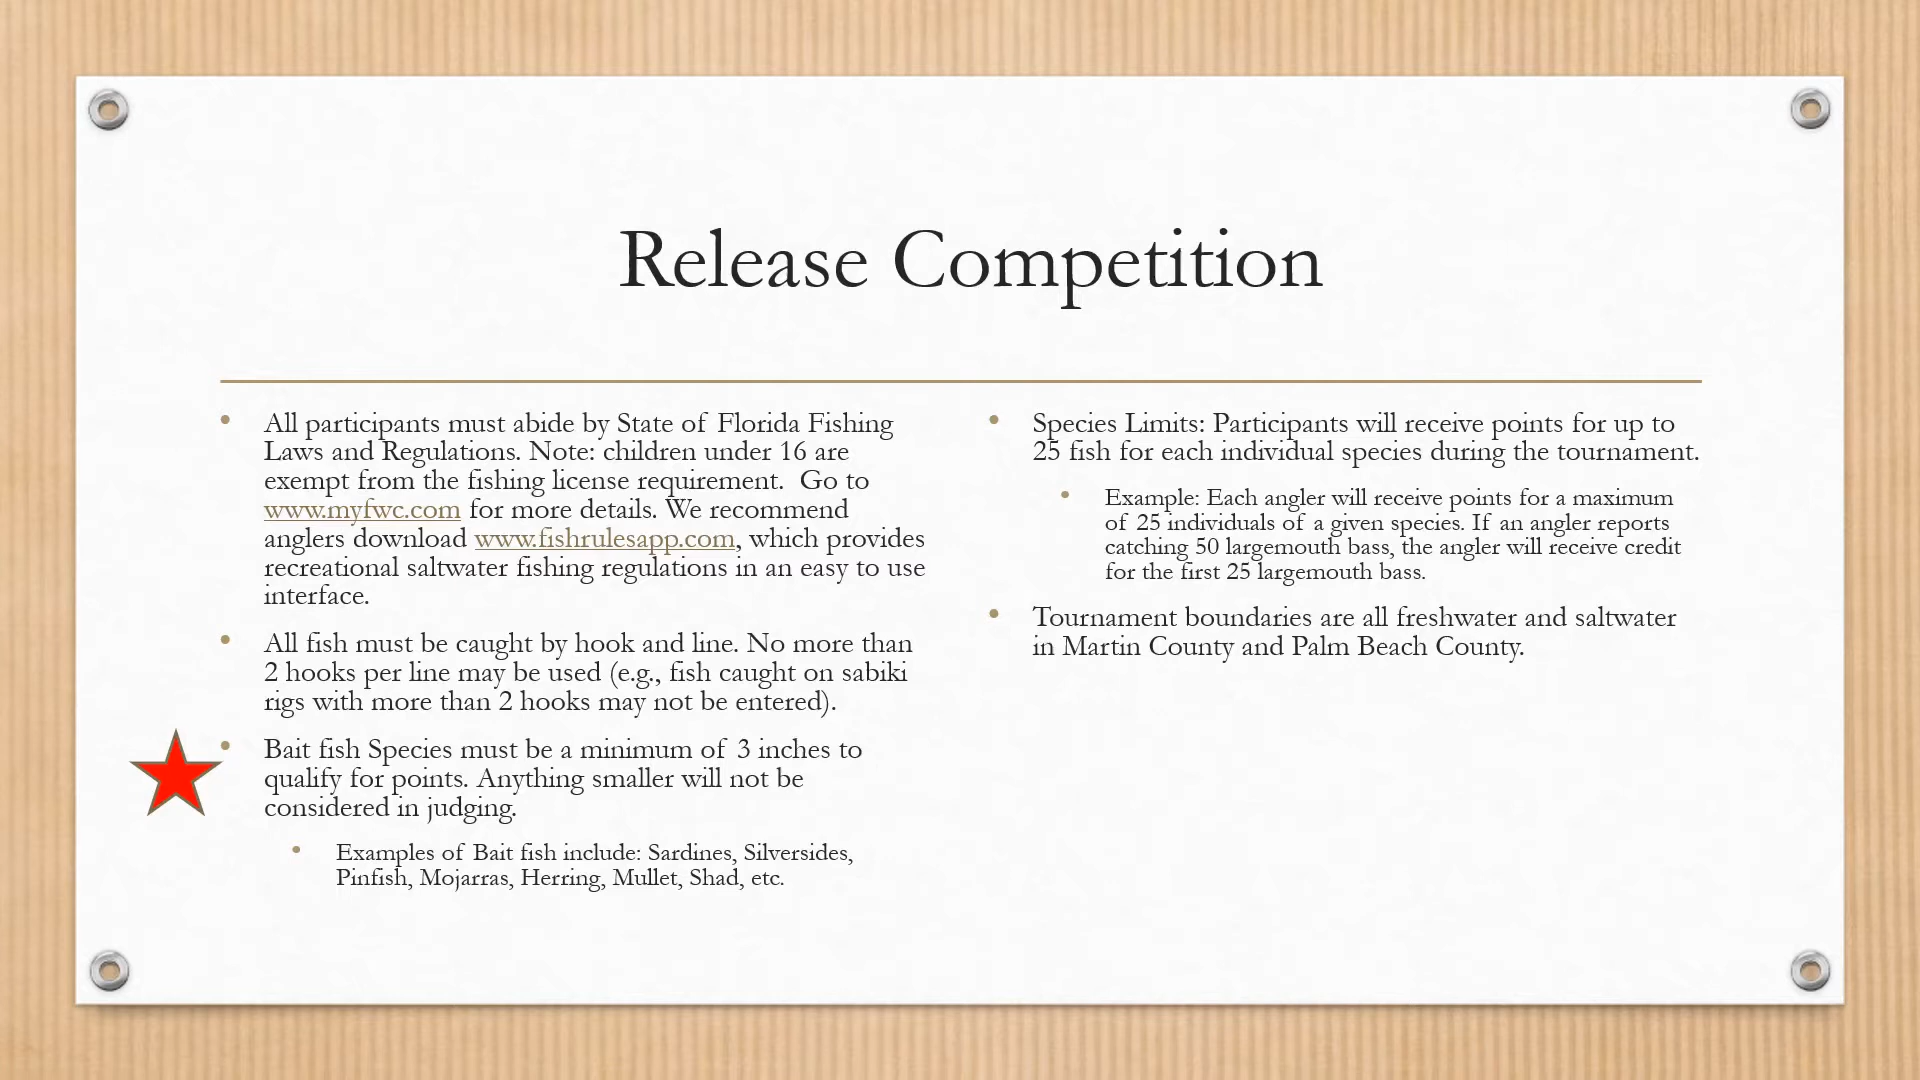 Release Competition
• All participants must abide by State of Florida Fishing
Laws and Regulations. Note: children under 16 are
exempt from the fishing license requirement.  Go to
www.myfwc.com for more details. We recommend
anglers download www.fishrulesapp.com, which provides
recreational saltwater fishing regulations in an easy to use
interface.
• All fish must be caught by hook and line. No more than
2 hooks per line may be used (e.g., fish caught on sabiki
rigs with more than 2 hooks may not be entered).
• Bait fish Species must be a minimum of 3 inches to
qualify for points. Anything smaller will not be
considered in judging.
• Examples of Bait fish include: Sardines, Silversides,
Pinfish, Mojarras, Herring, Mullet, Shad, etc.
• Species Limits: Participants will receive points for up to
25 fish for each individual species during the tournament.
• Example: Each angler will receive points for a maximum
of 25 individuals of a given species. If an angler reports
catching 50 largemouth bass, the angler will receive credit
for the first 25 largemouth bass.
• Tournament boundaries are all freshwater and saltwater
in Martin County and Palm Beach County.